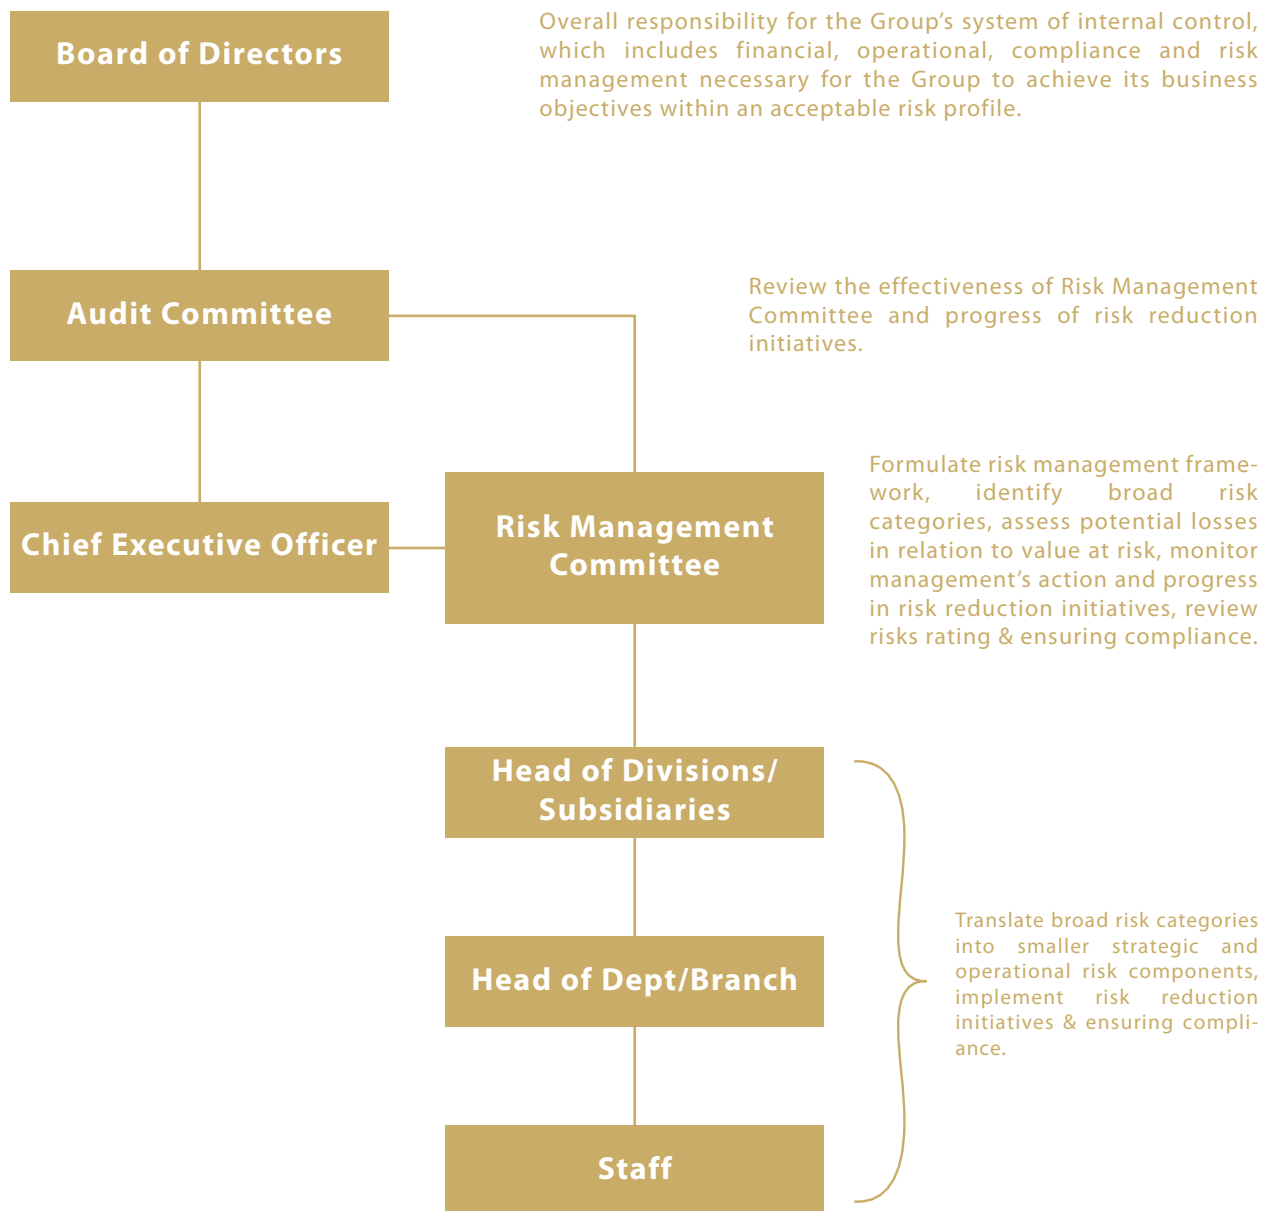 Board of Directors
Overall responsibility for the Group’s system of internal control,
which includes financial, operational, compliance and risk
management necessary for the Group to achieve its business
objectives within an acceptable risk profile.
Audit Committee
Review the effectiveness of Risk Management
Committee and progress of risk reduction
initiatives.
Chief Executive Officer
Risk Management
Committee
Formulate risk management frame-
work, identify broad risk
categories, assess potential losses
in relation to value at risk, monitor
management’s action and progress
in risk reduction initiatives, review
risks rating & ensuring compliance.
Head of Divisions/
Subsidiaries
Head of Dept/Branch
Translate broad risk categories
into smaller strategic and
operational risk components,
implement risk reduction
initiatives & ensuring compli-
ance.
Staff